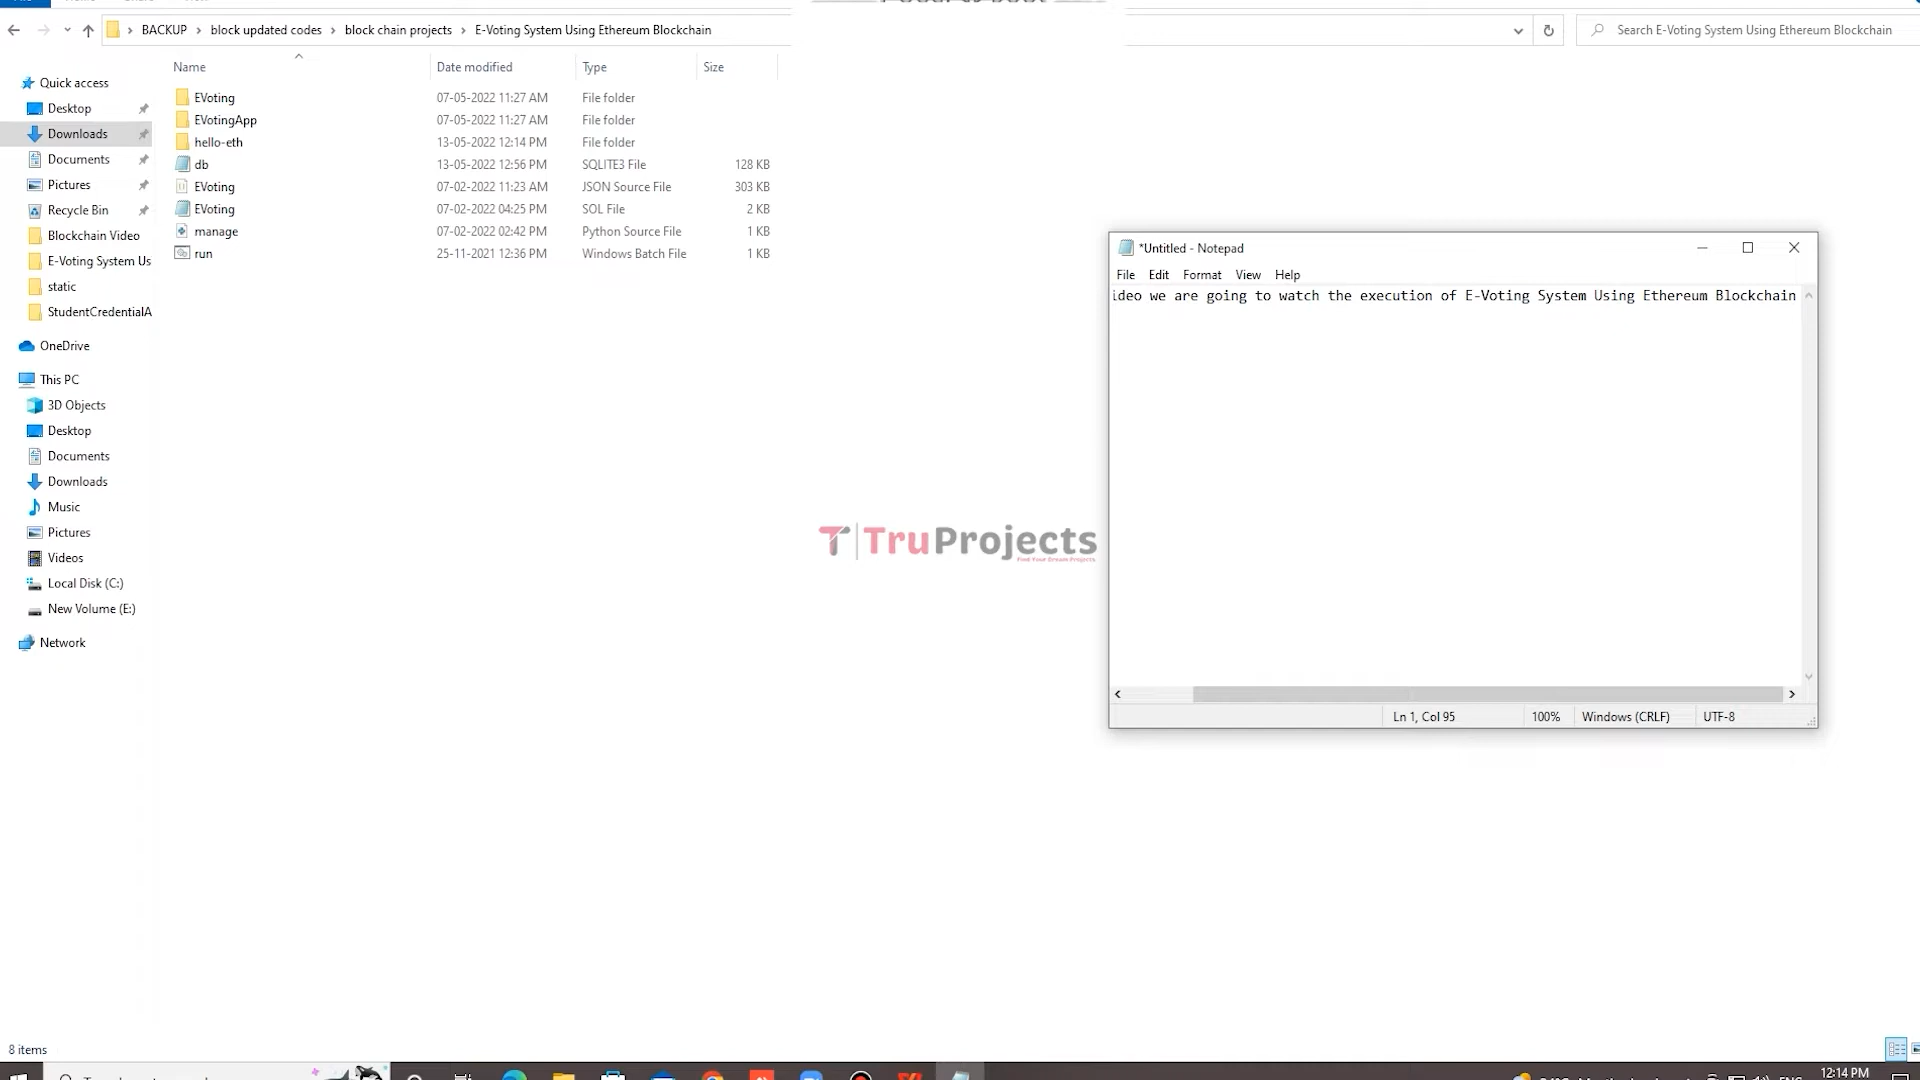 BACKUP > block updated codes > block chain projects > E-Voting System Using Ethereum Blockchain
Search E-Voting System Using Ethereum Blockchain
Name Date modified Type Size
EVoting 07-05-2022 11:27 AM File folder
EVotingApp 07-05-2022 11:27 AM File folder
hello-eth 13-05-2022 12:14 PM File folder
db 13-05-2022 12:56 PM SQLITE3 File 128 KB
EVoting 07-02-2022 11:23 AM JSON Source File 303 KB
EVoting 07-02-2022 04:25 PM SOL File 2 KB
manage 07-02-2022 02:42 PM Python Source File 1 KB
run 25-11-2021 12:36 PM Windows Batch File 1 KB
Quick access
Desktop
Downloads
Documents
Pictures
Recycle Bin
Blockchain Video
E-Voting System Us
static
StudentCredentialA
OneDrive
This PC
3D Objects
Desktop
Documents
Downloads
Music
Pictures
Videos
Local Disk (C:)
New Volume (E:)
Network
*Untitled - Notepad
File Edit Format View Help
ideo we are going to watch the execution of E-Voting System Using Ethereum Blockchain
Ln 1, Col 95 100% Windows (CRLF) UTF-8
TruProjects
Find Your Dream Projects
8 items
12:14 PM